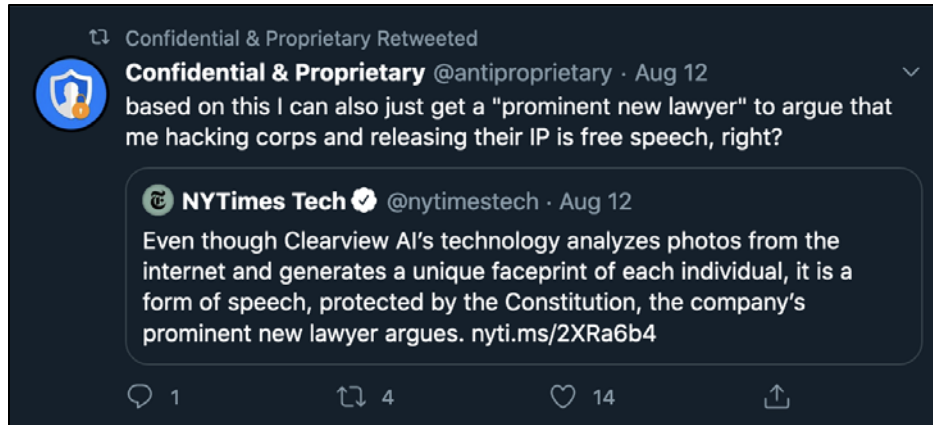 Confidential & Proprietary Retweeted
Confidential & Proprietary @antiproprietary · Aug 12
based on this I can also just get a "prominent new lawyer" to argue that
me hacking corps and releasing their IP is free speech, right?
NYTimes Tech @nytimestech · Aug 12
Even though Clearview AI's technology analyzes photos from the
internet and generates a unique faceprint of each individual, it is a
form of speech, protected by the Constitution, the company's
prominent new lawyer argues. nyti.ms/2XRa6b4
1 4 14